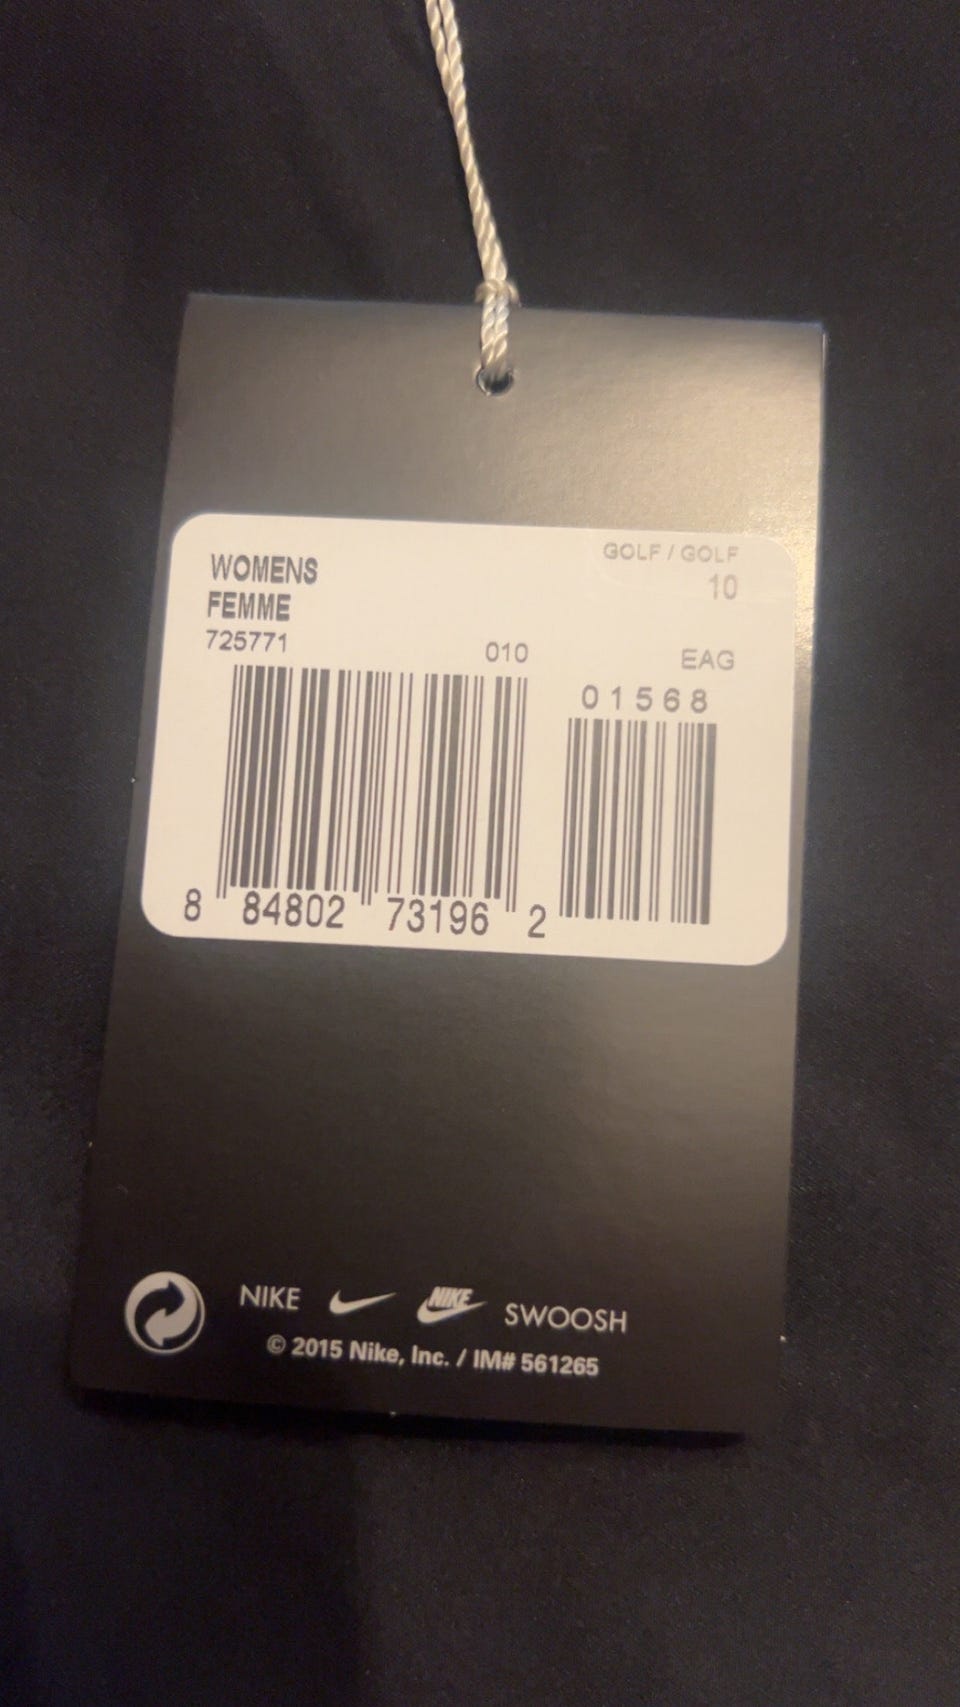 WOMENS
GOLF / GOLF
FEMME
10
725771
010
EAG
01568
8 84802 73196 2
NIKE NIKE SWOOSH
© 2015 Nike, Inc. / IM# 561265